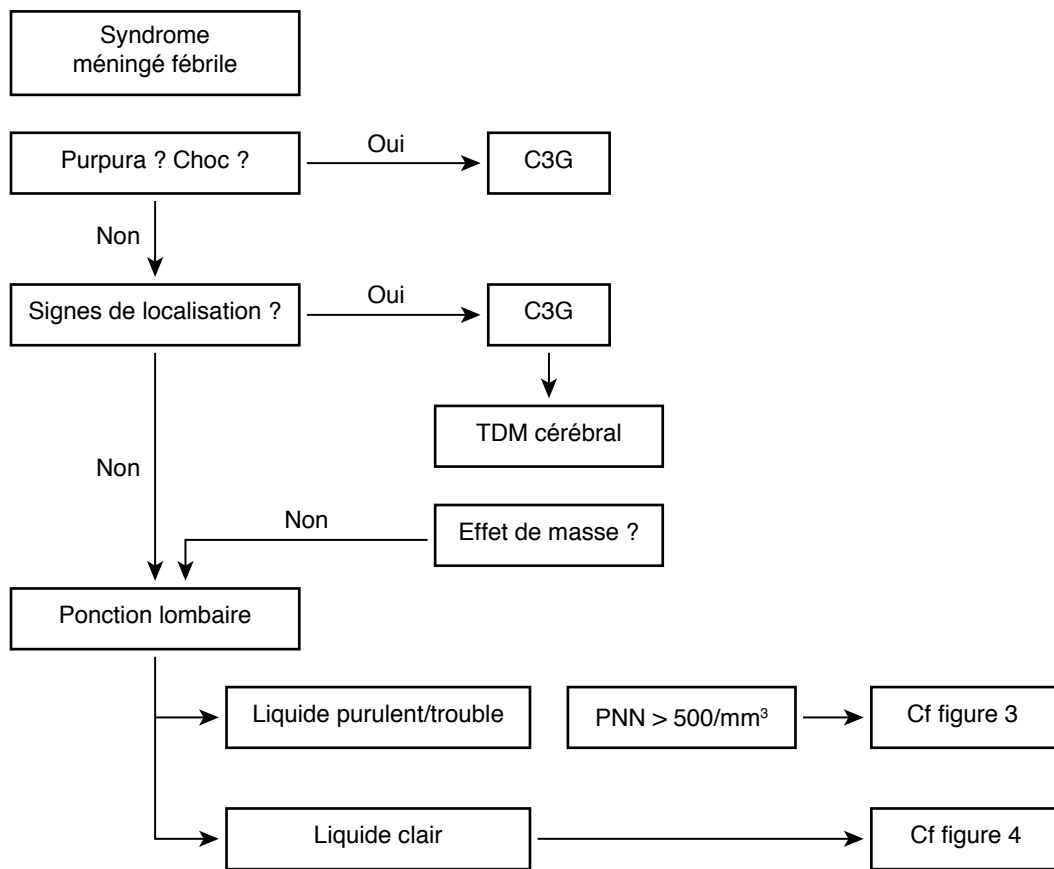 Syndrome
méningé fébrile
Purpura ? Choc ?
Oui
C3G
Non
Signes de localisation ?
Oui
C3G
TDM cérébral
Non
Non
Effet de masse ?
Ponction lombaire
Liquide purulent/trouble
PNN > 500/mm³
Cf figure 3
Liquide clair
Cf figure 4